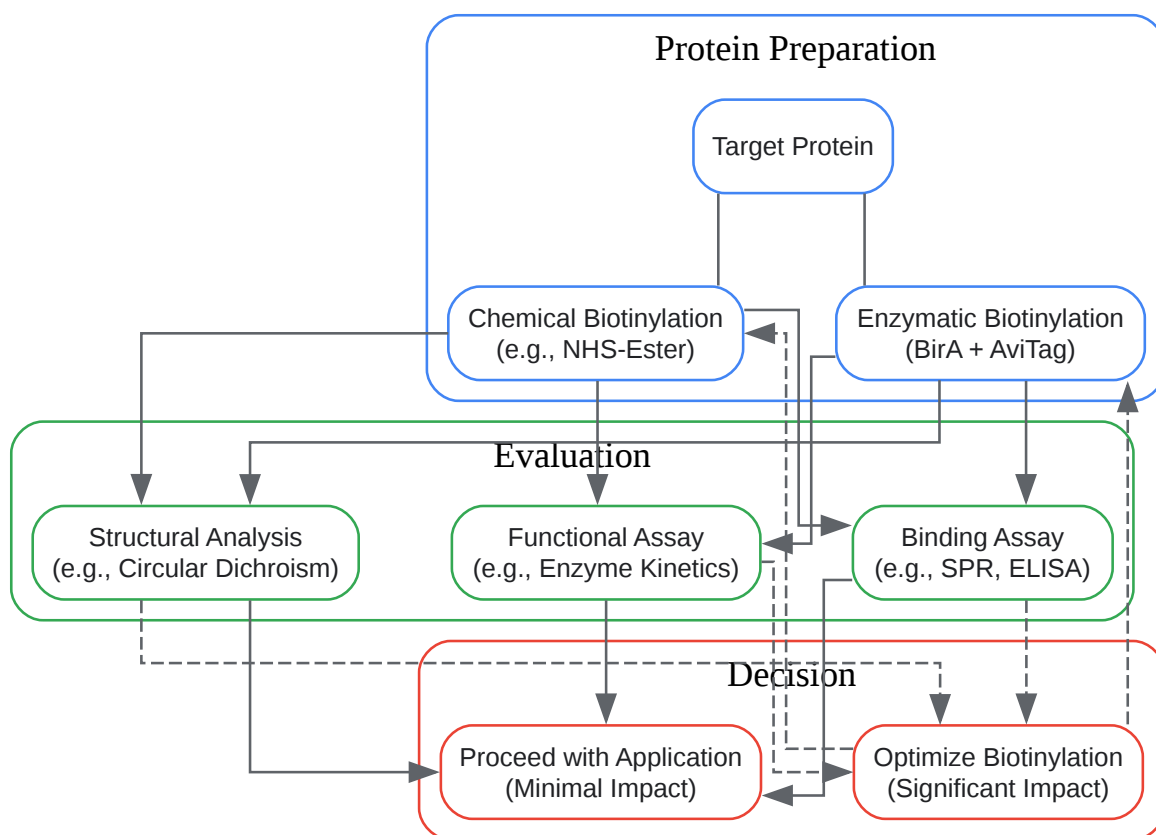 Protein Preparation
Target Protein
Chemical Biotinylation
(e.g., NHS-Ester)
Enzymatic Biotinylation
(BirA + AviTag)
Evaluation
Structural Analysis
(e.g., Circular Dichroism)
Functional Assay
(e.g., Enzyme Kinetics)
Binding Assay
(e.g., SPR, ELISA)
Decision
Proceed with Application
(Minimal Impact)
Optimize Biotinylation
(Significant Impact)